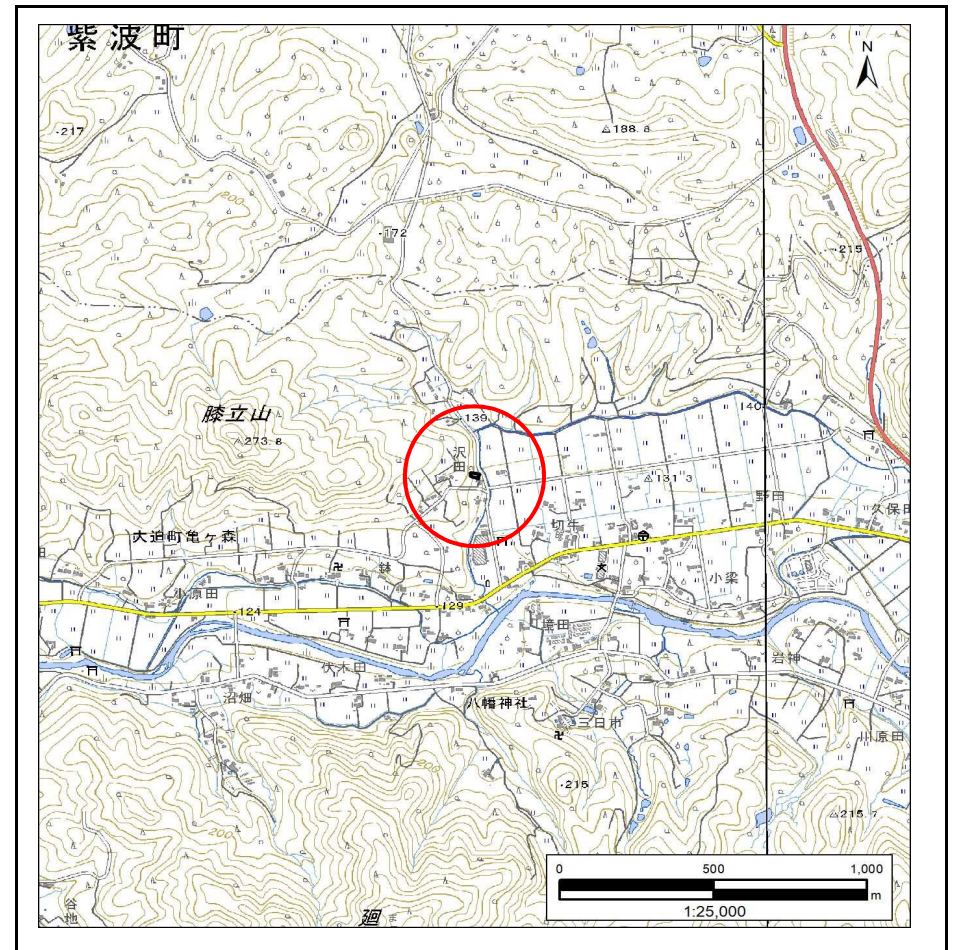 紫波町
N
217
188.8
200
172
215
膝立山
273.8
139
140
沢田
131.3
野田
久保田
切牛
大迫町亀ヶ森
鉢
小原田
小梁
124
129
境田
伏木田
岩神
沼畑
八幡神社
三日市
川原田
200
215
215.7
200
谷地
廻
0 500 1,000
m
1:25,000